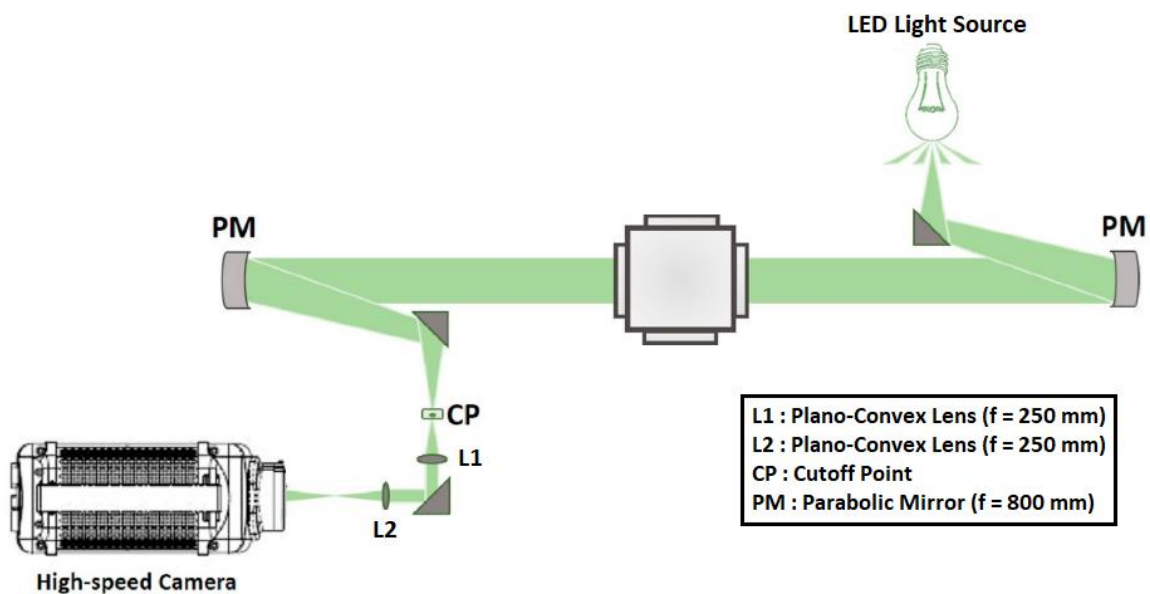 LED Light Source
PM
PM
CP
L1
L2
High-speed Camera
L1 : Plano-Convex Lens (f = 250 mm)
L2 : Plano-Convex Lens (f = 250 mm)
CP : Cutoff Point
PM : Parabolic Mirror (f = 800 mm)